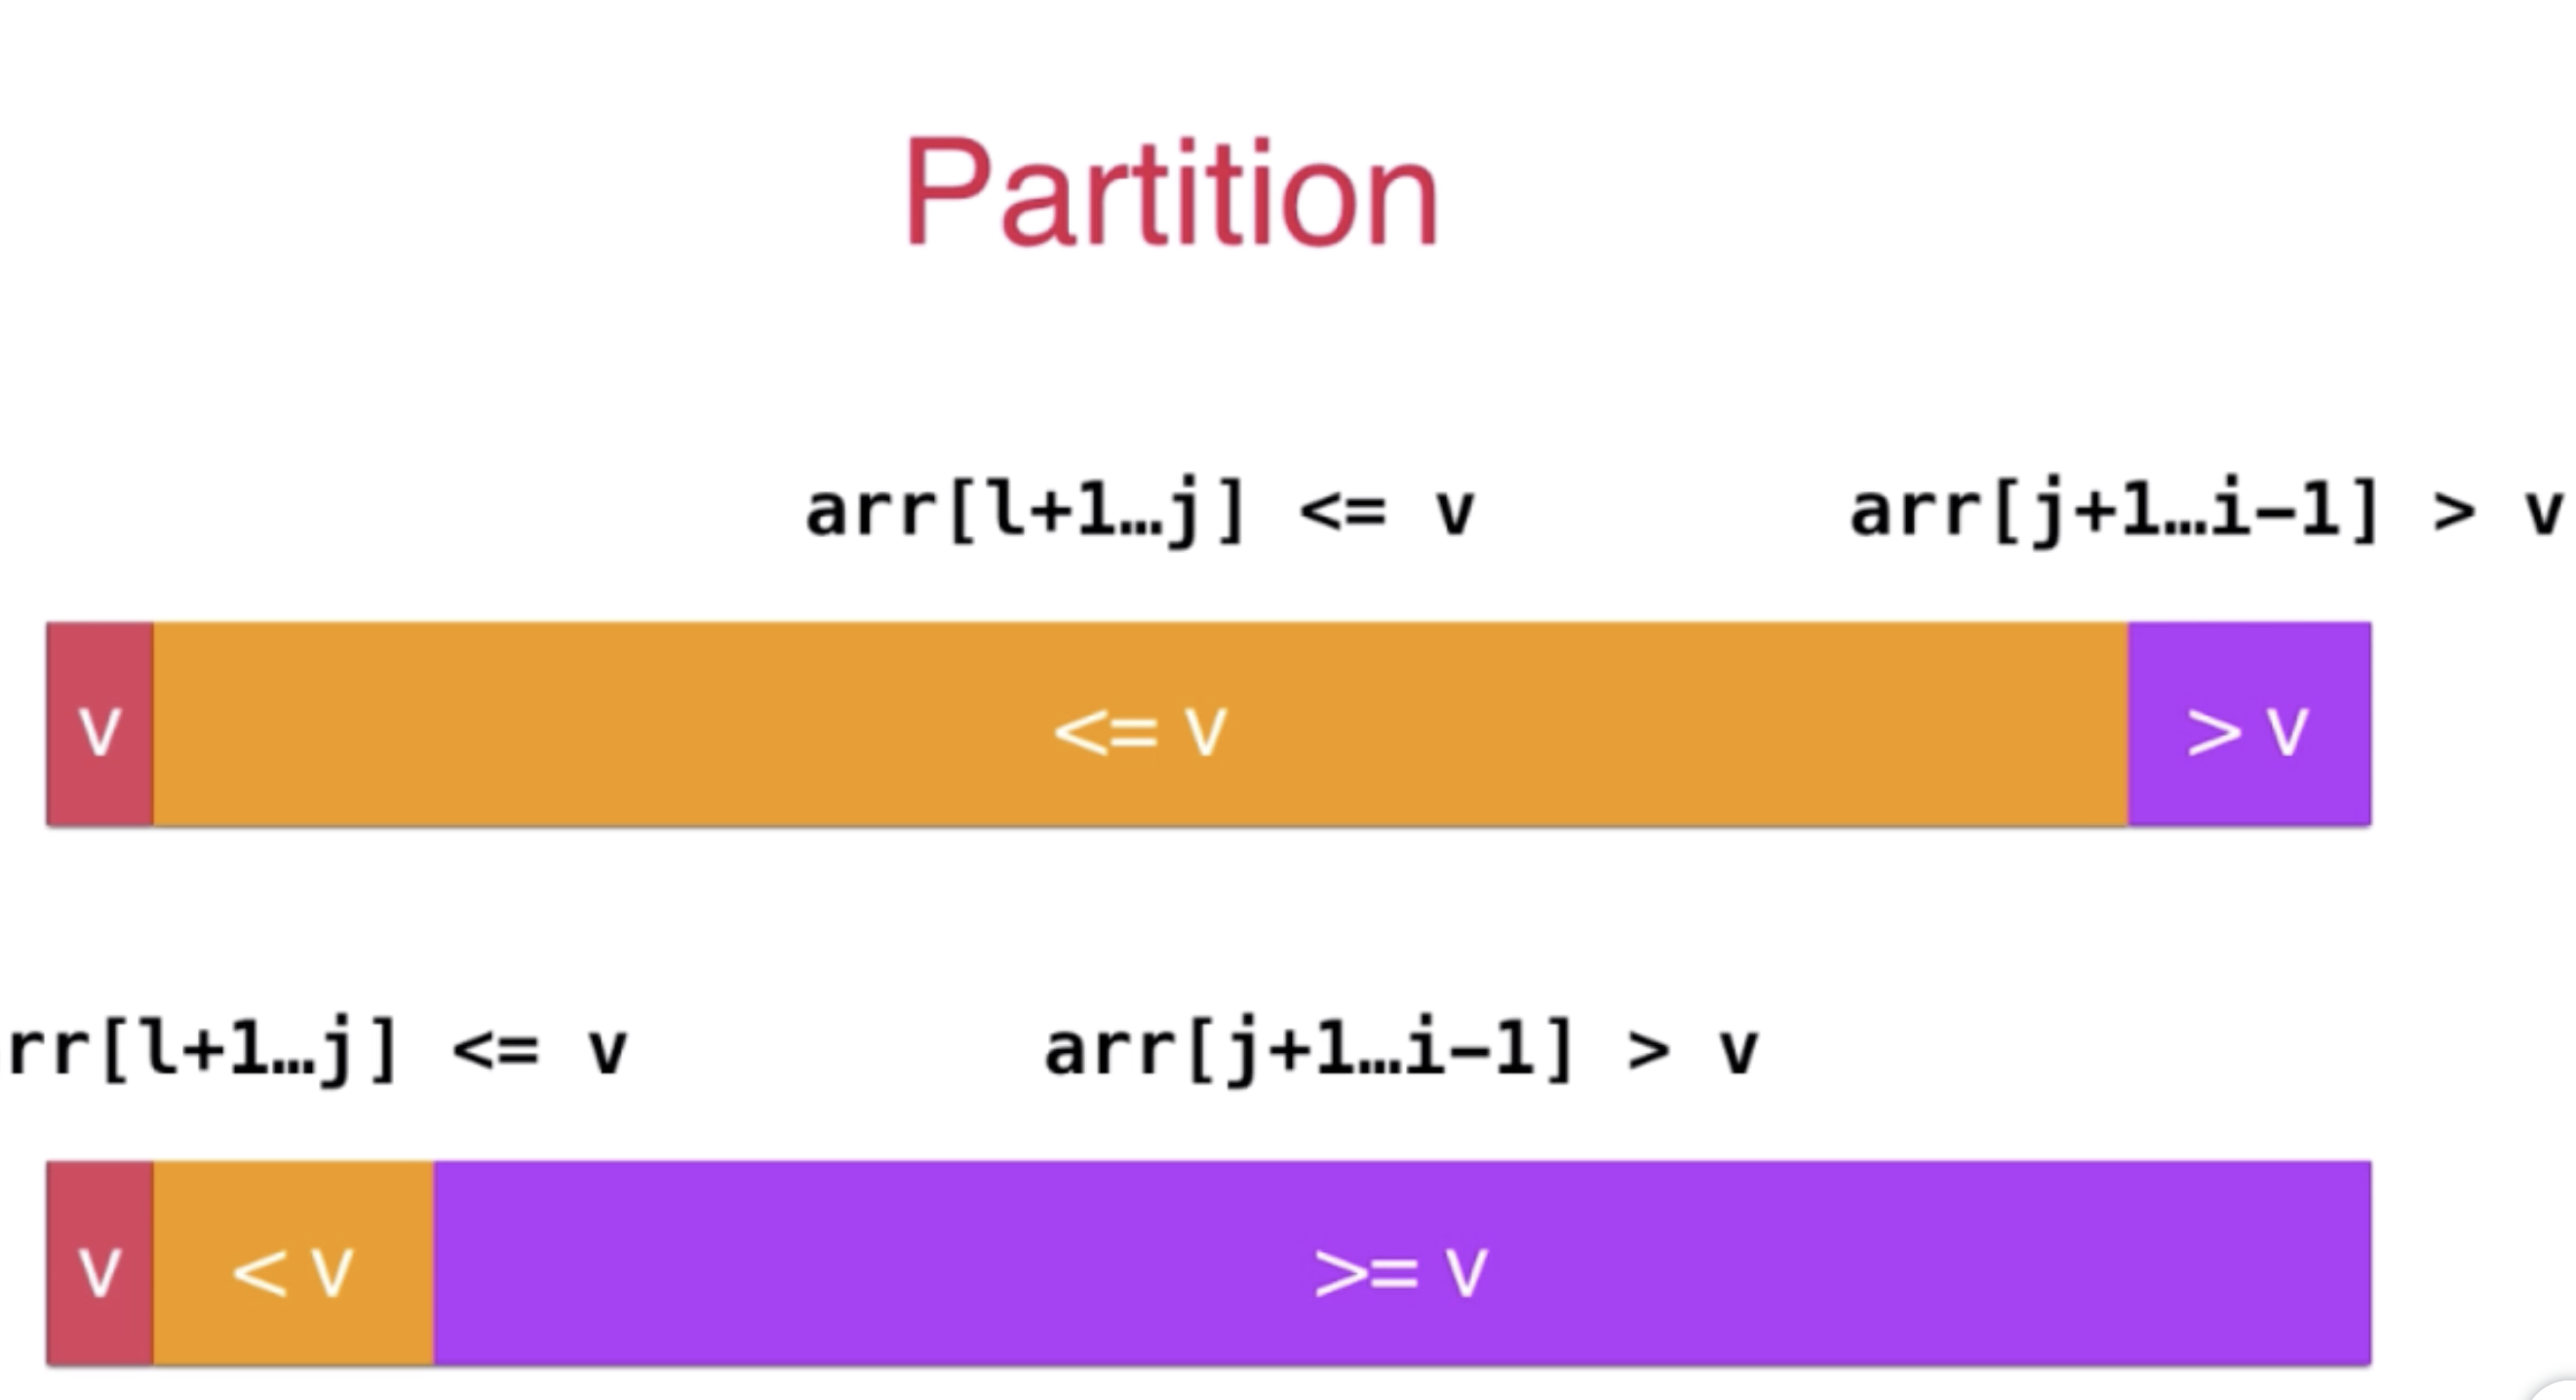 Partition
arr[l+1…j] <= v arr[j+1…i-1] > v
v <= v > v
rr[l+1…j] <= v arr[j+1…i-1] > v
v < v >= v